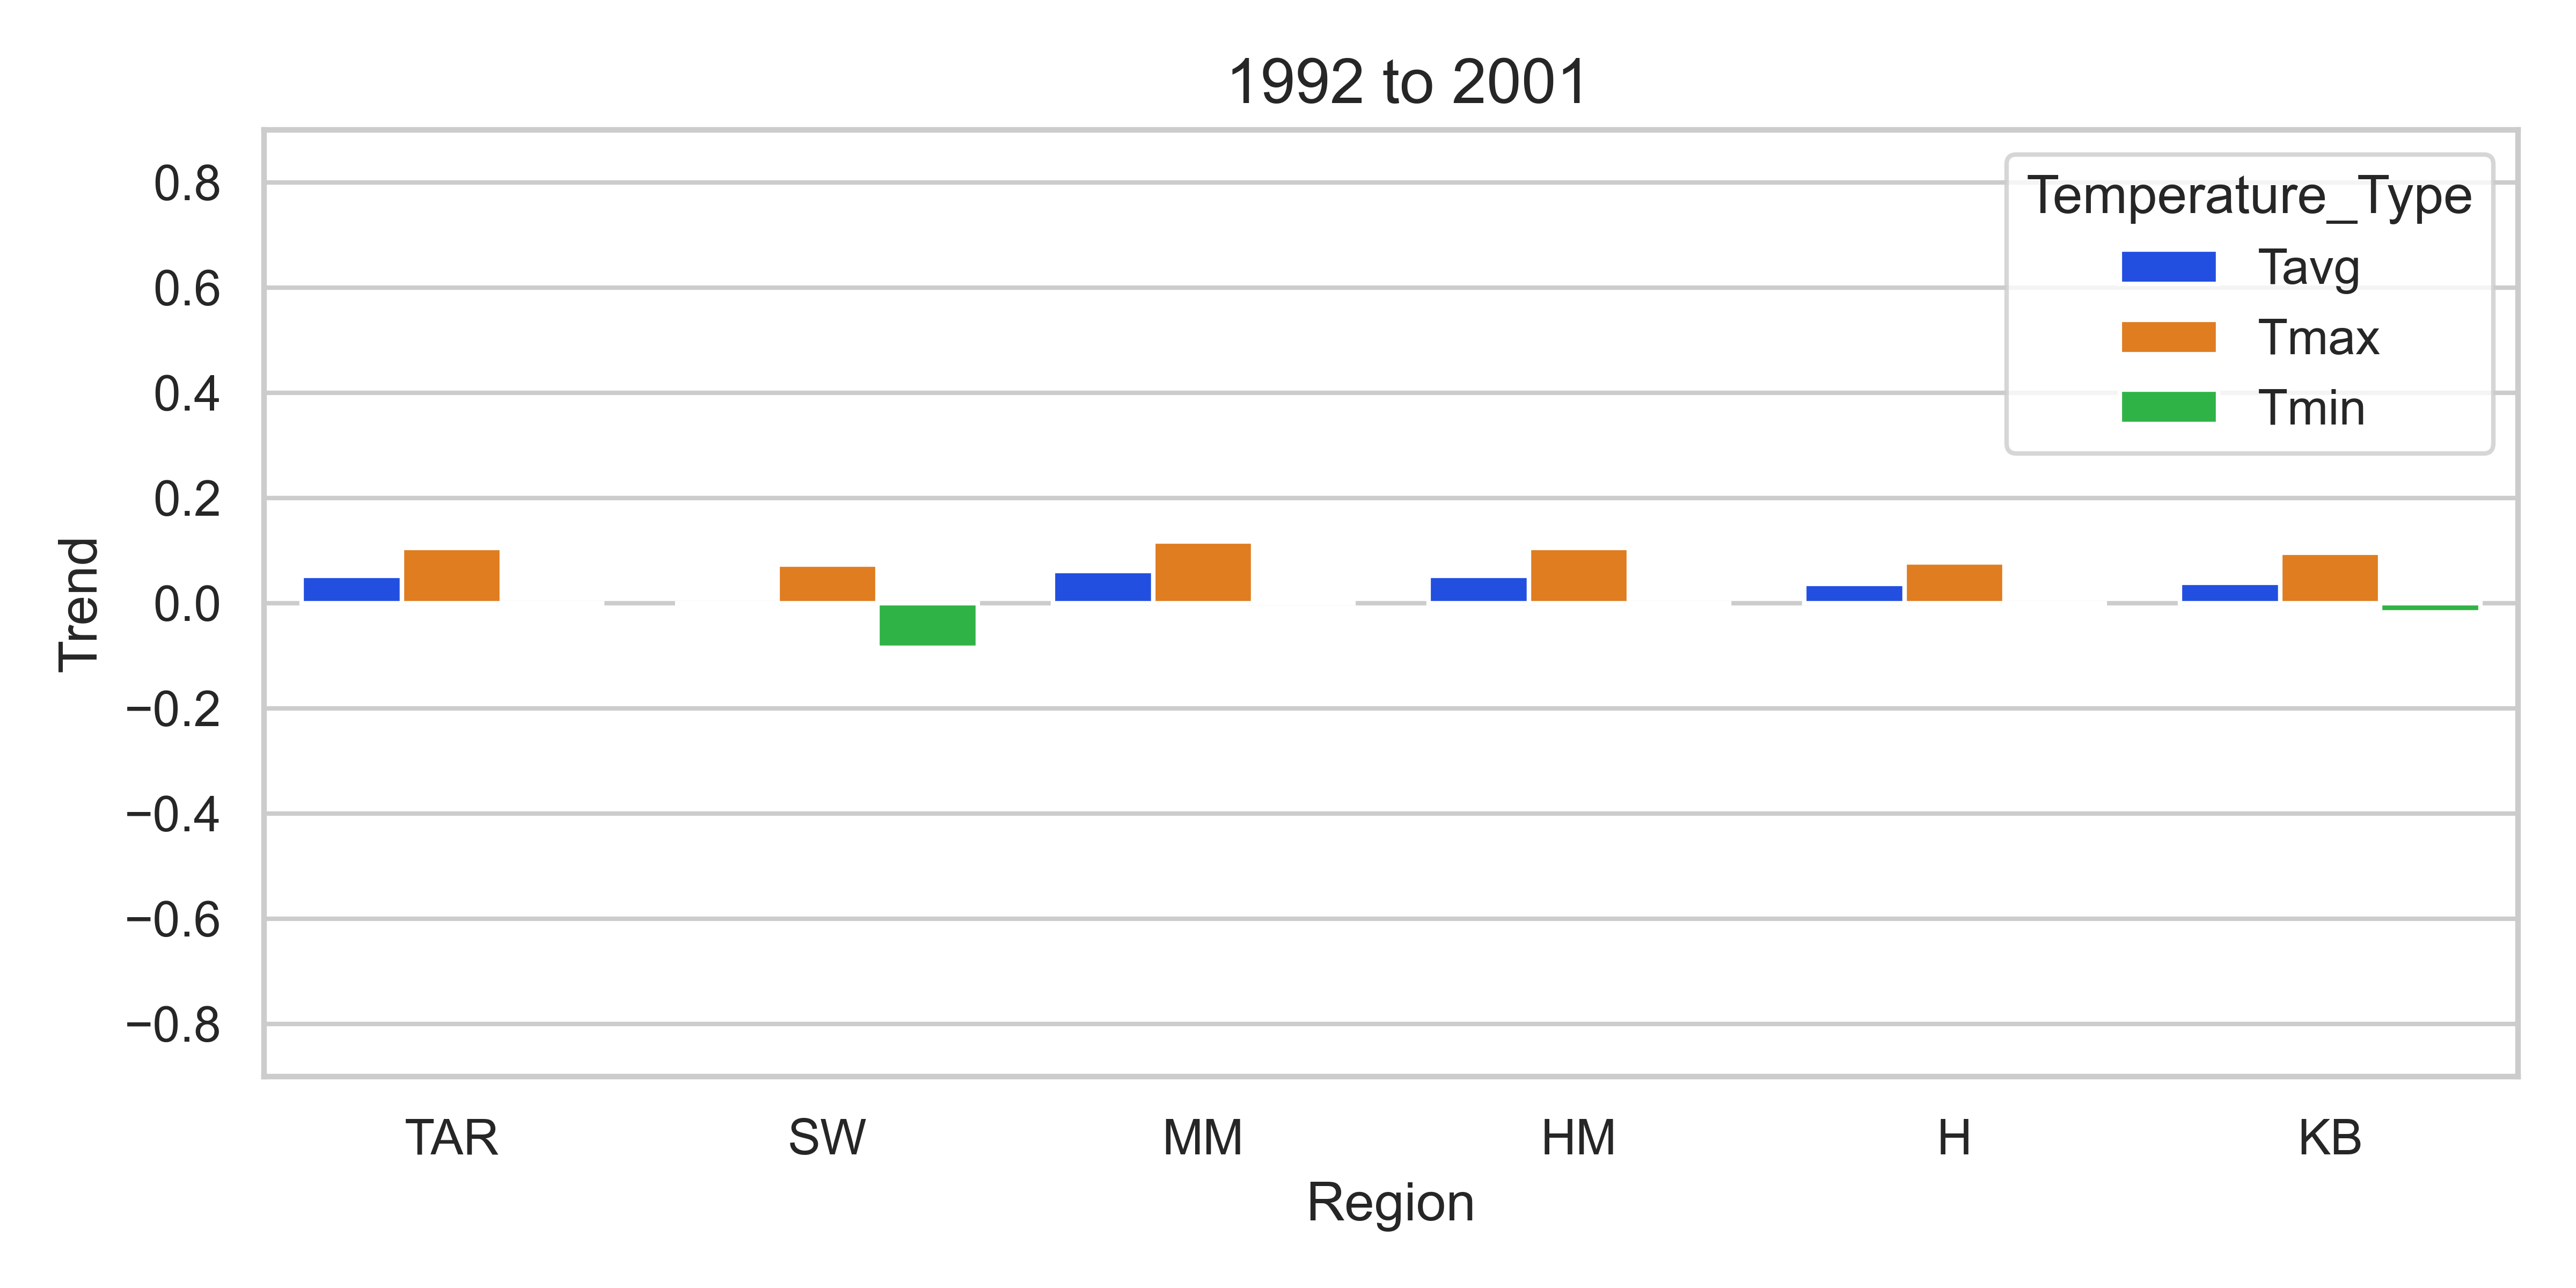 1992 to 2001
Temperature_Type
Tavg
Tmax
Tmin
Trend
0.8
0.6
0.4
0.2
0.0
−0.2
−0.4
−0.6
−0.8
TAR SW MM HM H KB
Region